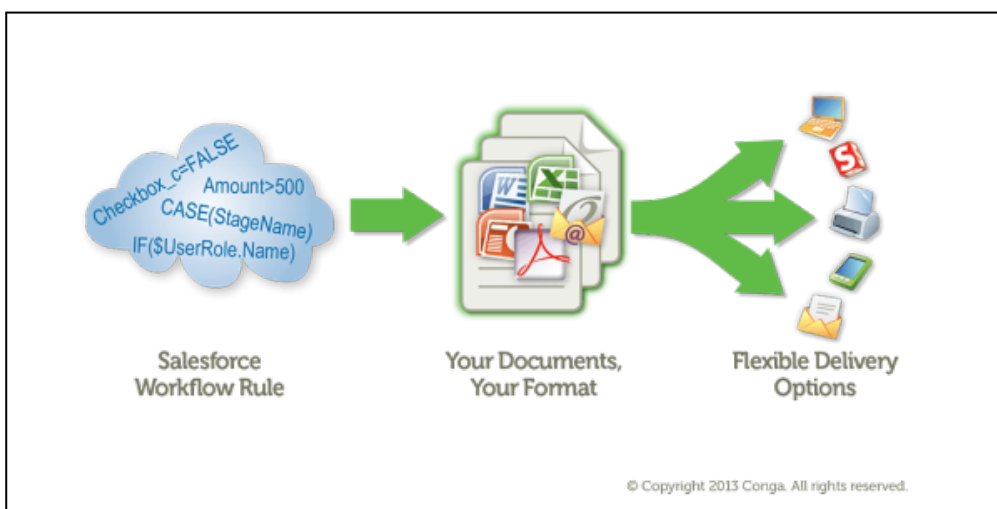 Checkbox_c=FALSE
Amount>500
CASE(StageName)
IF($UserRole.Name)
W
X
@
S
Salesforce
Workflow Rule
Your Documents,
Your Format
Flexible Delivery
Options
© Copyright 2013 Conga. All rights reserved.